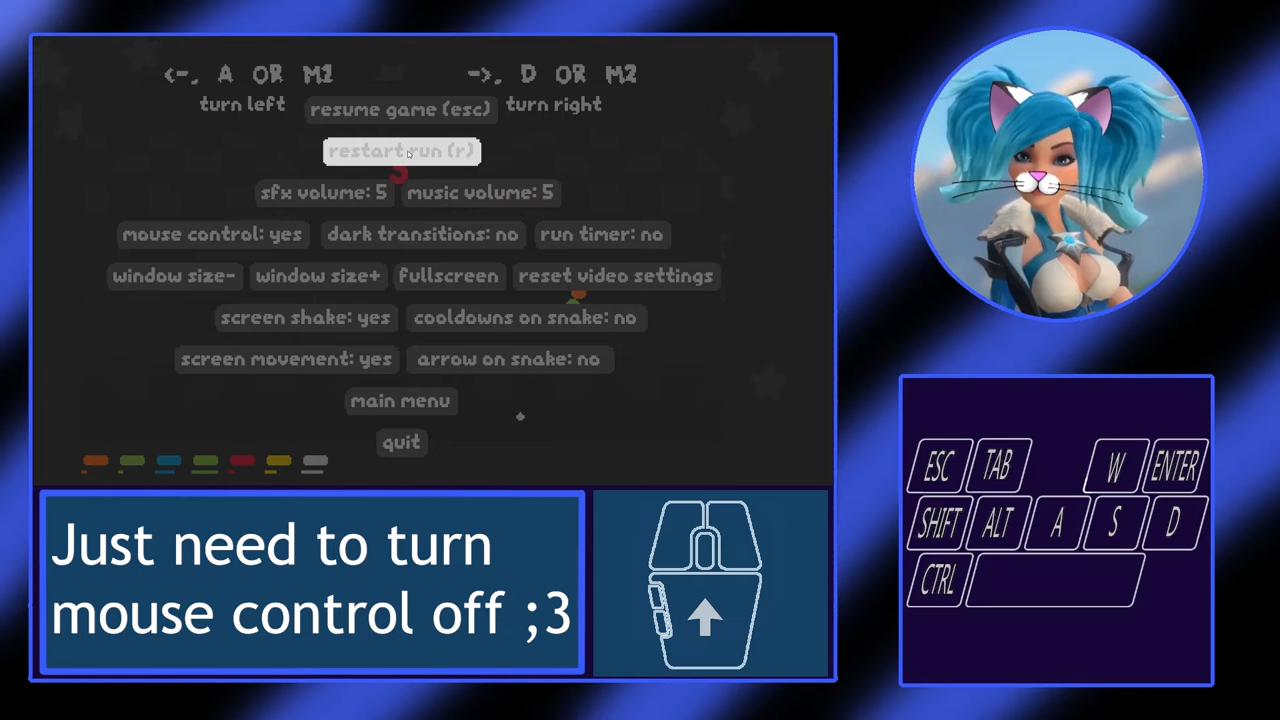 <-, A OR M1 ->, D OR M2
turn left resume game (esc) turn right
restart run (r)
3
sfx volume: 5 music volume: 5
mouse control: yes dark transitions: no run timer: no
window size- window size+ fullscreen reset video settings
screen shake: yes cooldowns on snake: no
screen movement: yes arrow on snake: no
main menu
quit
Just need to turn
mouse control off ;3
ESC TAB W ENTER
SHIFT ALT A S D
CTRL